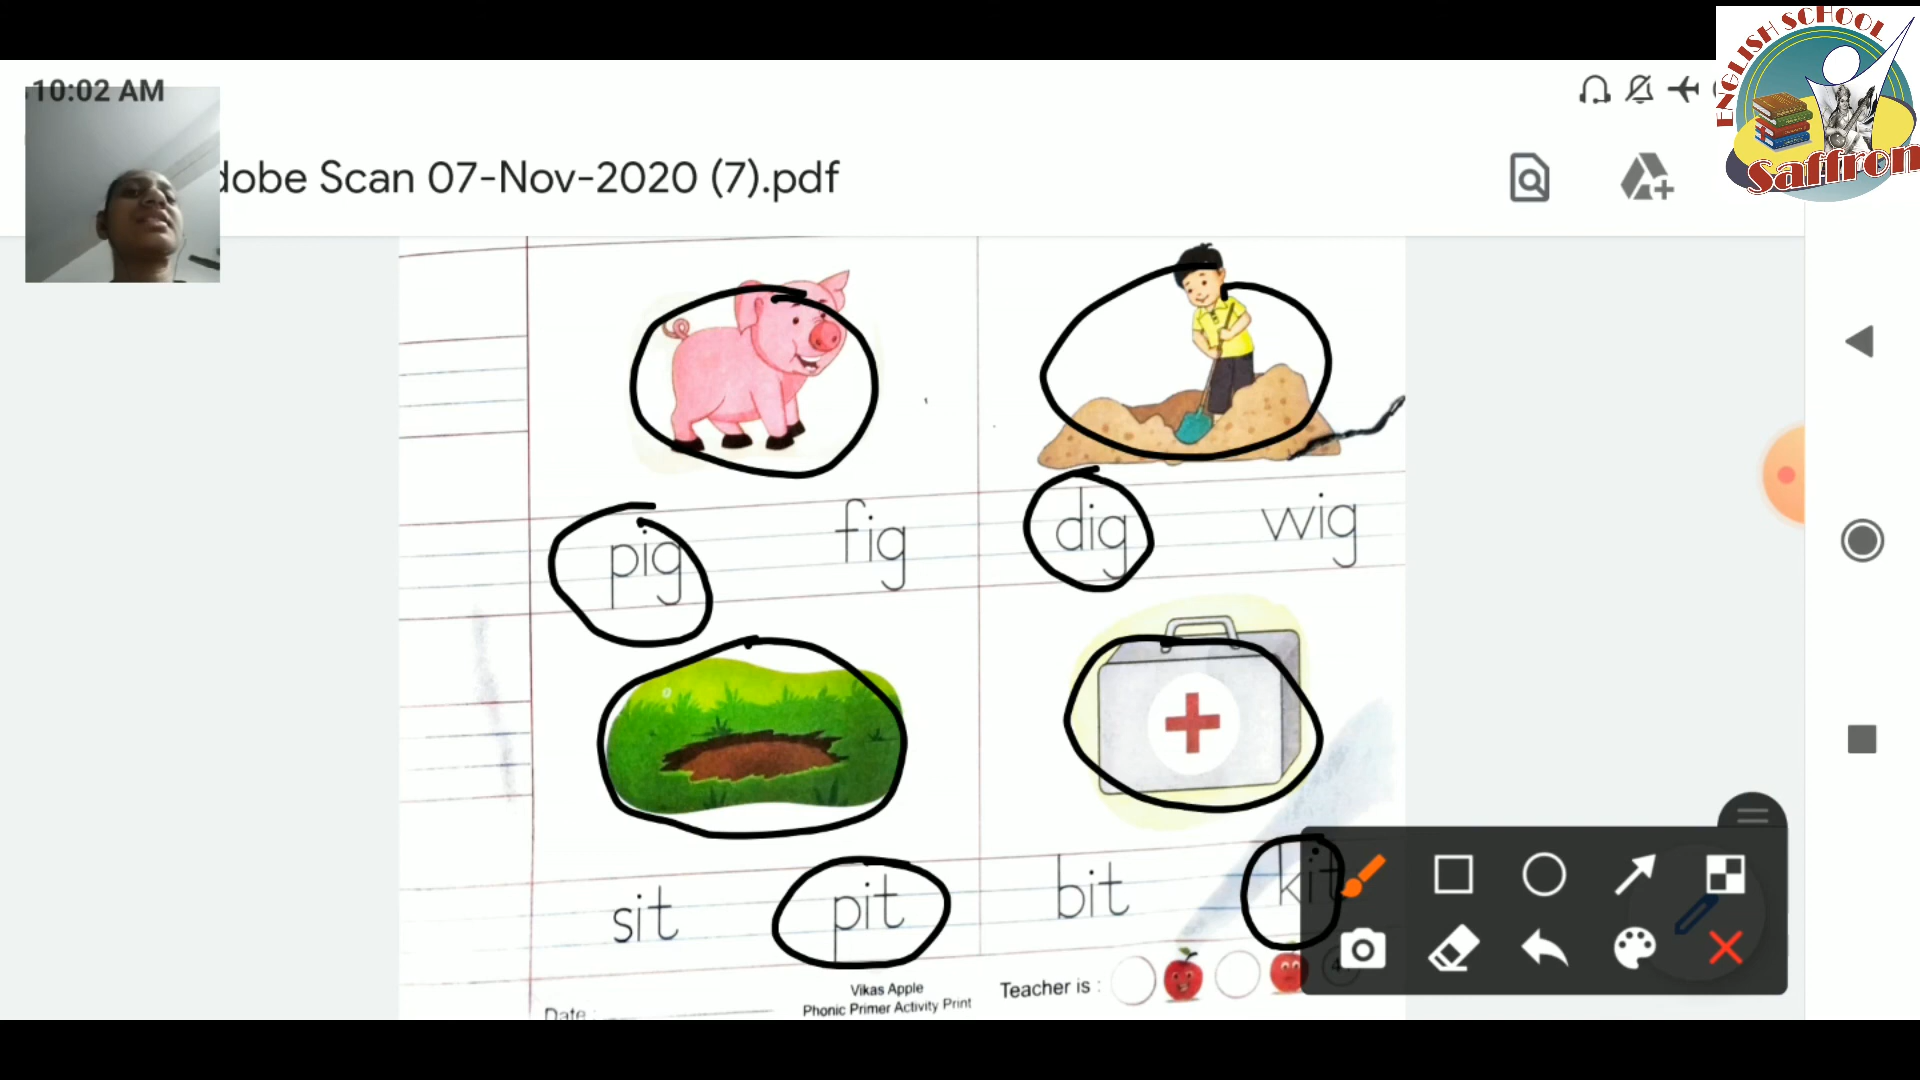 10:02 AM
ENGLISH SCHOOL
Saffron
dobe Scan 07-Nov-2020 (7).pdf
pig fig dig wig
sit pit bit kit
Vikas Apple
Phonic Primer Activity Print
Teacher is :
Date :